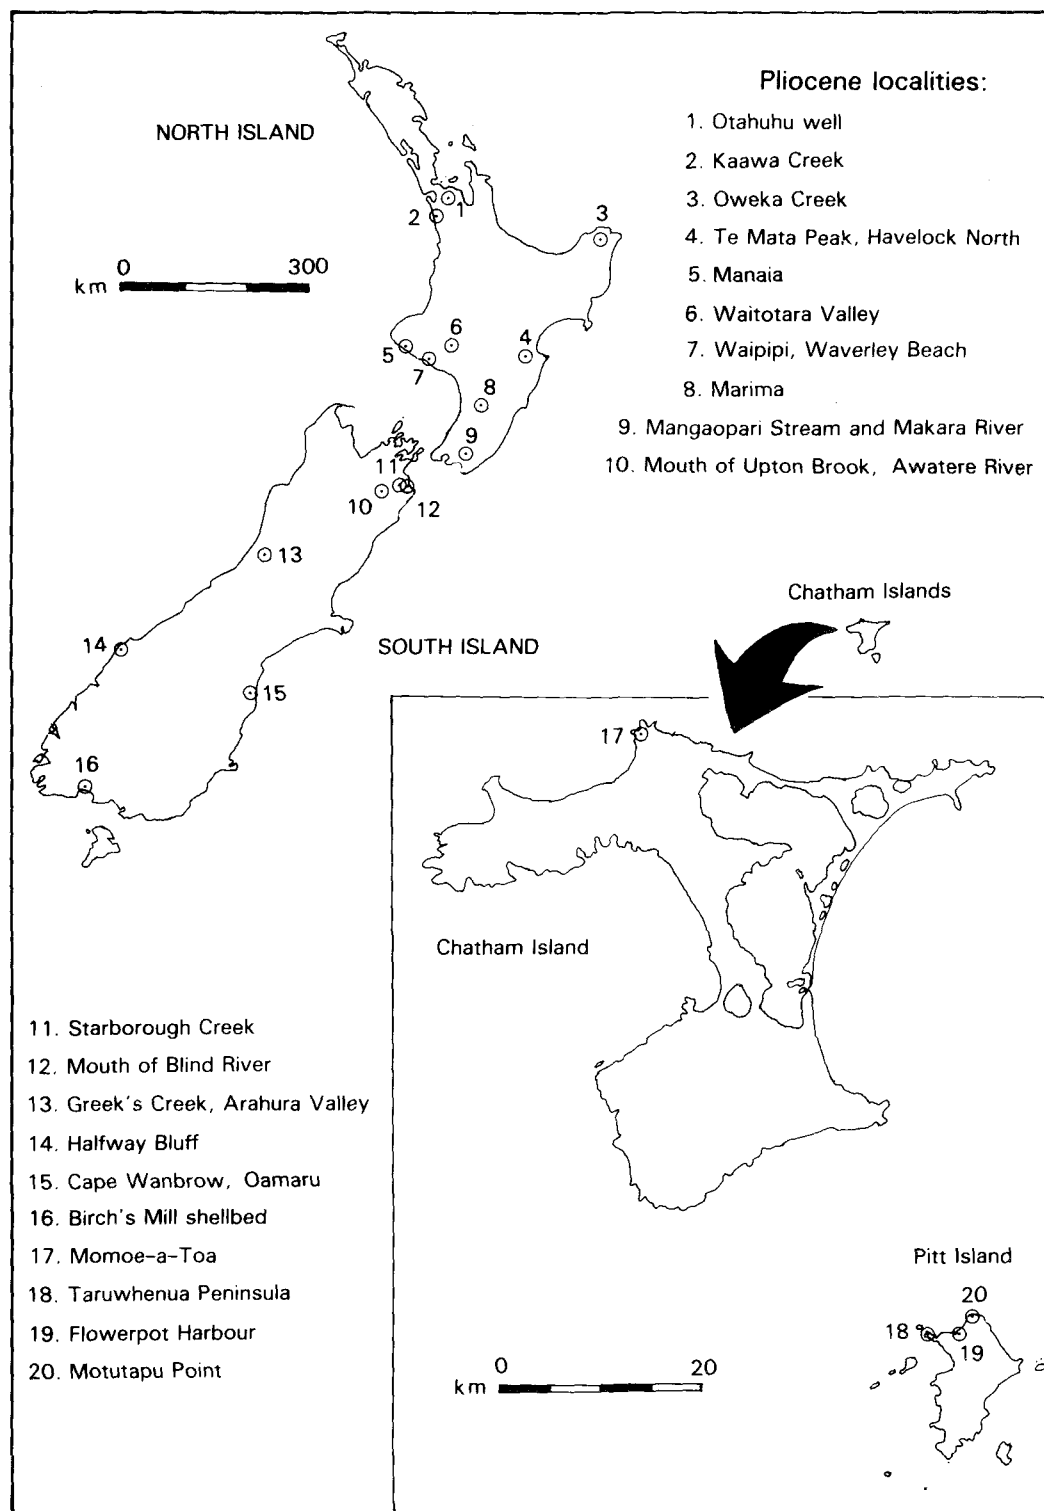 Pliocene localities:
1. Otahuhu well
2. Kaawa Creek
3. Oweka Creek
4. Te Mata Peak, Havelock North
5. Manaia
6. Waitotara Valley
7. Waipipi, Waverley Beach
8. Marima
9. Mangaopari Stream and Makara River
10. Mouth of Upton Brook, Awatere River
NORTH ISLAND
1
2
3
0 300
km
6
5
4
7
8
9
11
10
12
13
Chatham Islands
14
SOUTH ISLAND
15
16
17
Chatham Island
11. Starborough Creek
12. Mouth of Blind River
13. Greek's Creek, Arahura Valley
14. Halfway Bluff
15. Cape Wanbrow, Oamaru
16. Birch's Mill shellbed
17. Momoe-a-Toa
18. Taruwhenua Peninsula
19. Flowerpot Harbour
20. Motutapu Point
Pitt Island
20
18
19
0 20
km